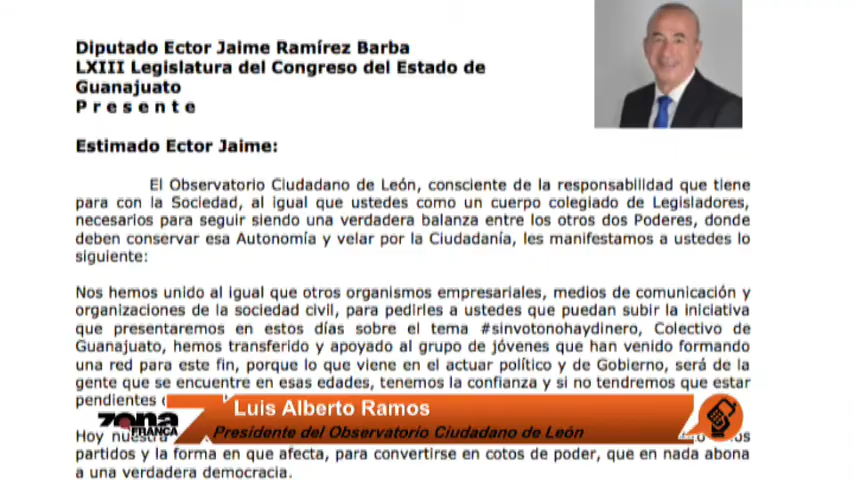 Diputado Ector Jaime Ramírez Barba
LXIII Legislatura del Congreso del Estado de
Guanajuato
P r e s e n t e
Estimado Ector Jaime:
El Observatorio Ciudadano de León, consciente de la responsabilidad que tiene
para con la Sociedad, al igual que ustedes como un cuerpo colegiado de Legisladores,
necesarios para seguir siendo una verdadera balanza entre los otros dos Poderes, donde
deben conservar esa Autonomía y velar por la Ciudadanía, les manifestamos a ustedes lo
siguiente:
Nos hemos unido al igual que otros organismos empresariales, medios de comunicación y
organizaciones de la sociedad civil, para pedirles a ustedes que puedan subir la iniciativa
que presentaremos en estos días sobre el tema #sinvotonohaydinero, Colectivo de
Guanajuato, hemos transferido y apoyado al grupo de jóvenes que han venido formando
una red para este fin, porque lo que viene en el actuar político y de Gobierno, será de la
gente que se encuentre en esas edades, tenemos la confianza y si no tendremos que estar
pendientes
Luis Alberto Ramos
ZONA FRANCA
Presidente del Observatorio Ciudadano de León
Hoy
partidos y la forma en que afecta, para convertirse en cotos de poder, que en nada abona
a una verdadera democracia.